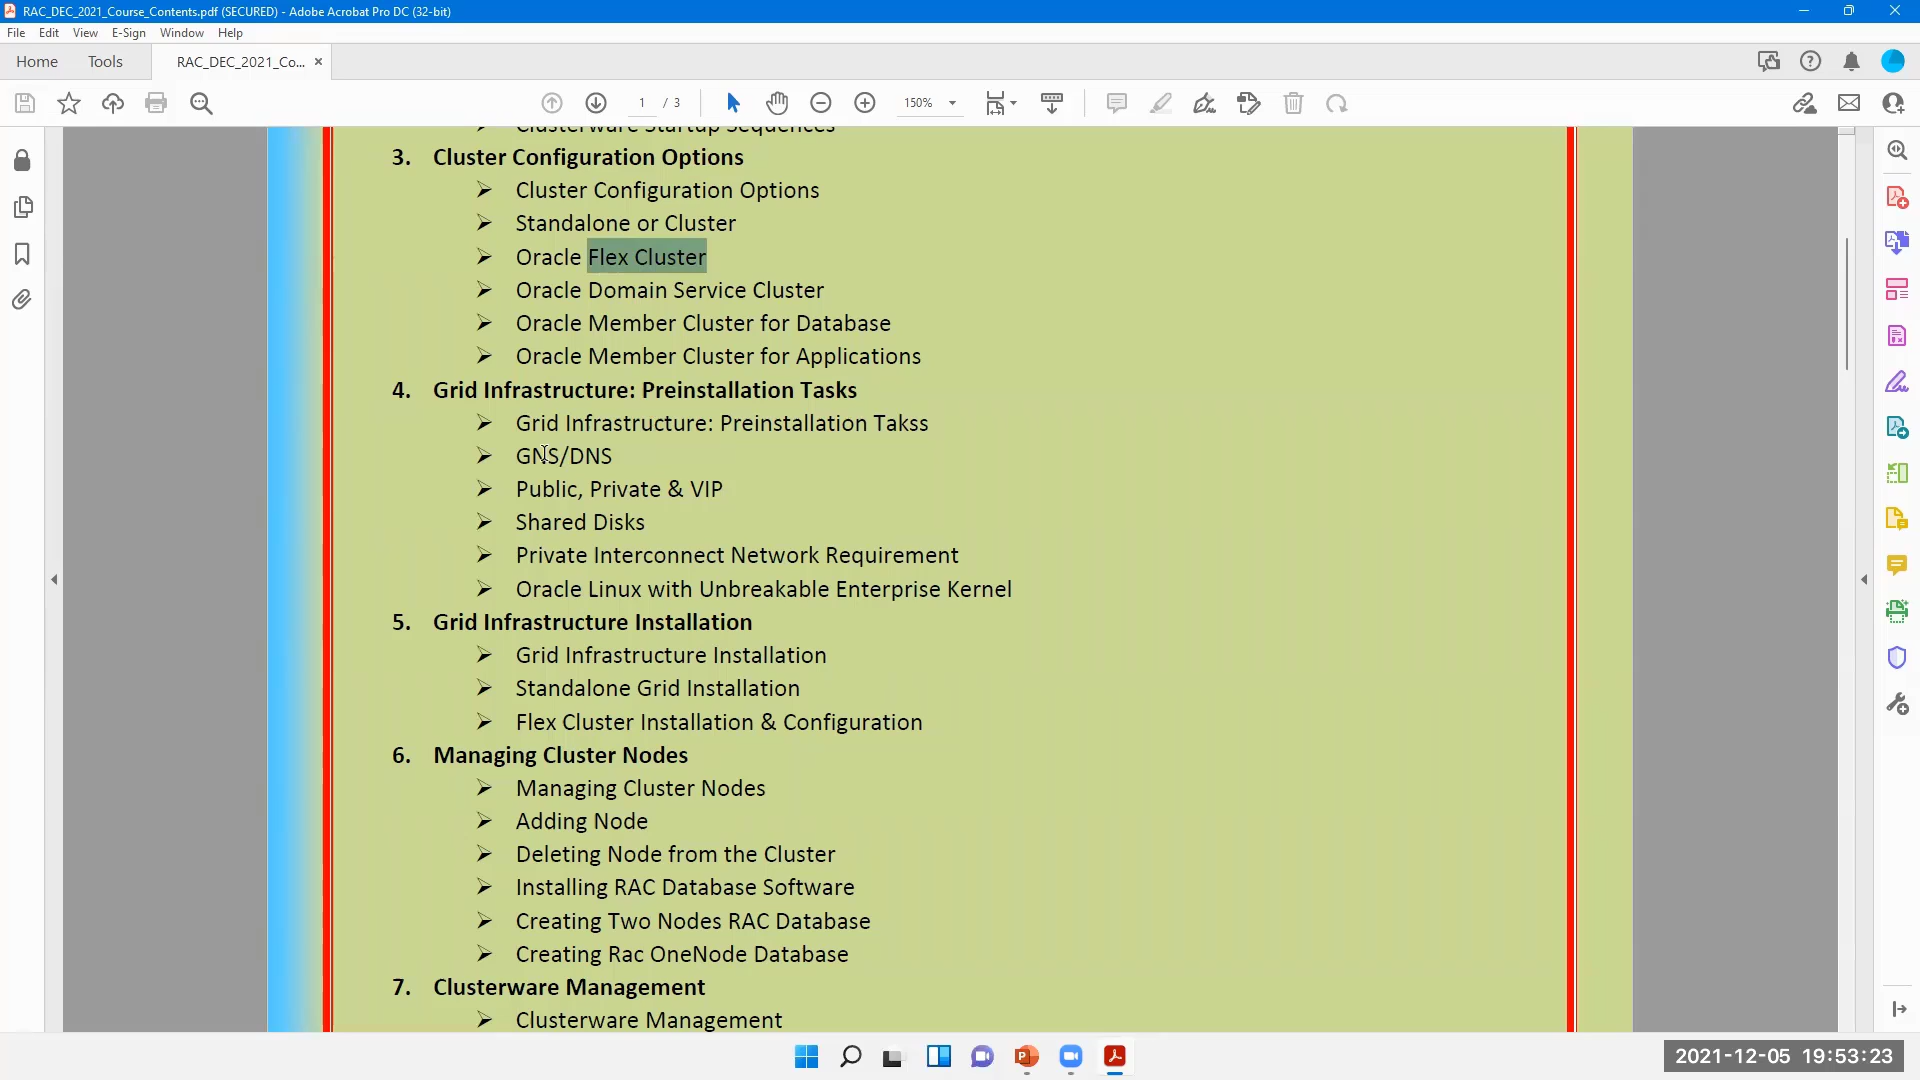 RAC_DEC_2021_Course_Contents.pdf (SECURED) - Adobe Acrobat Pro DC (32-bit)
File Edit View E-Sign Window Help
Home Tools RAC_DEC_2021_Co... ×
1 / 3 150%
Clusterware Startup Sequences
3. Cluster Configuration Options
Cluster Configuration Options
Standalone or Cluster
Oracle Flex Cluster
Oracle Domain Service Cluster
Oracle Member Cluster for Database
Oracle Member Cluster for Applications
4. Grid Infrastructure: Preinstallation Tasks
Grid Infrastructure: Preinstallation Takss
GNS/DNS
Public, Private & VIP
Shared Disks
Private Interconnect Network Requirement
Oracle Linux with Unbreakable Enterprise Kernel
5. Grid Infrastructure Installation
Grid Infrastructure Installation
Standalone Grid Installation
Flex Cluster Installation & Configuration
6. Managing Cluster Nodes
Managing Cluster Nodes
Adding Node
Deleting Node from the Cluster
Installing RAC Database Software
Creating Two Nodes RAC Database
Creating Rac OneNode Database
7. Clusterware Management
Clusterware Management
2021-12-05 19:53:23